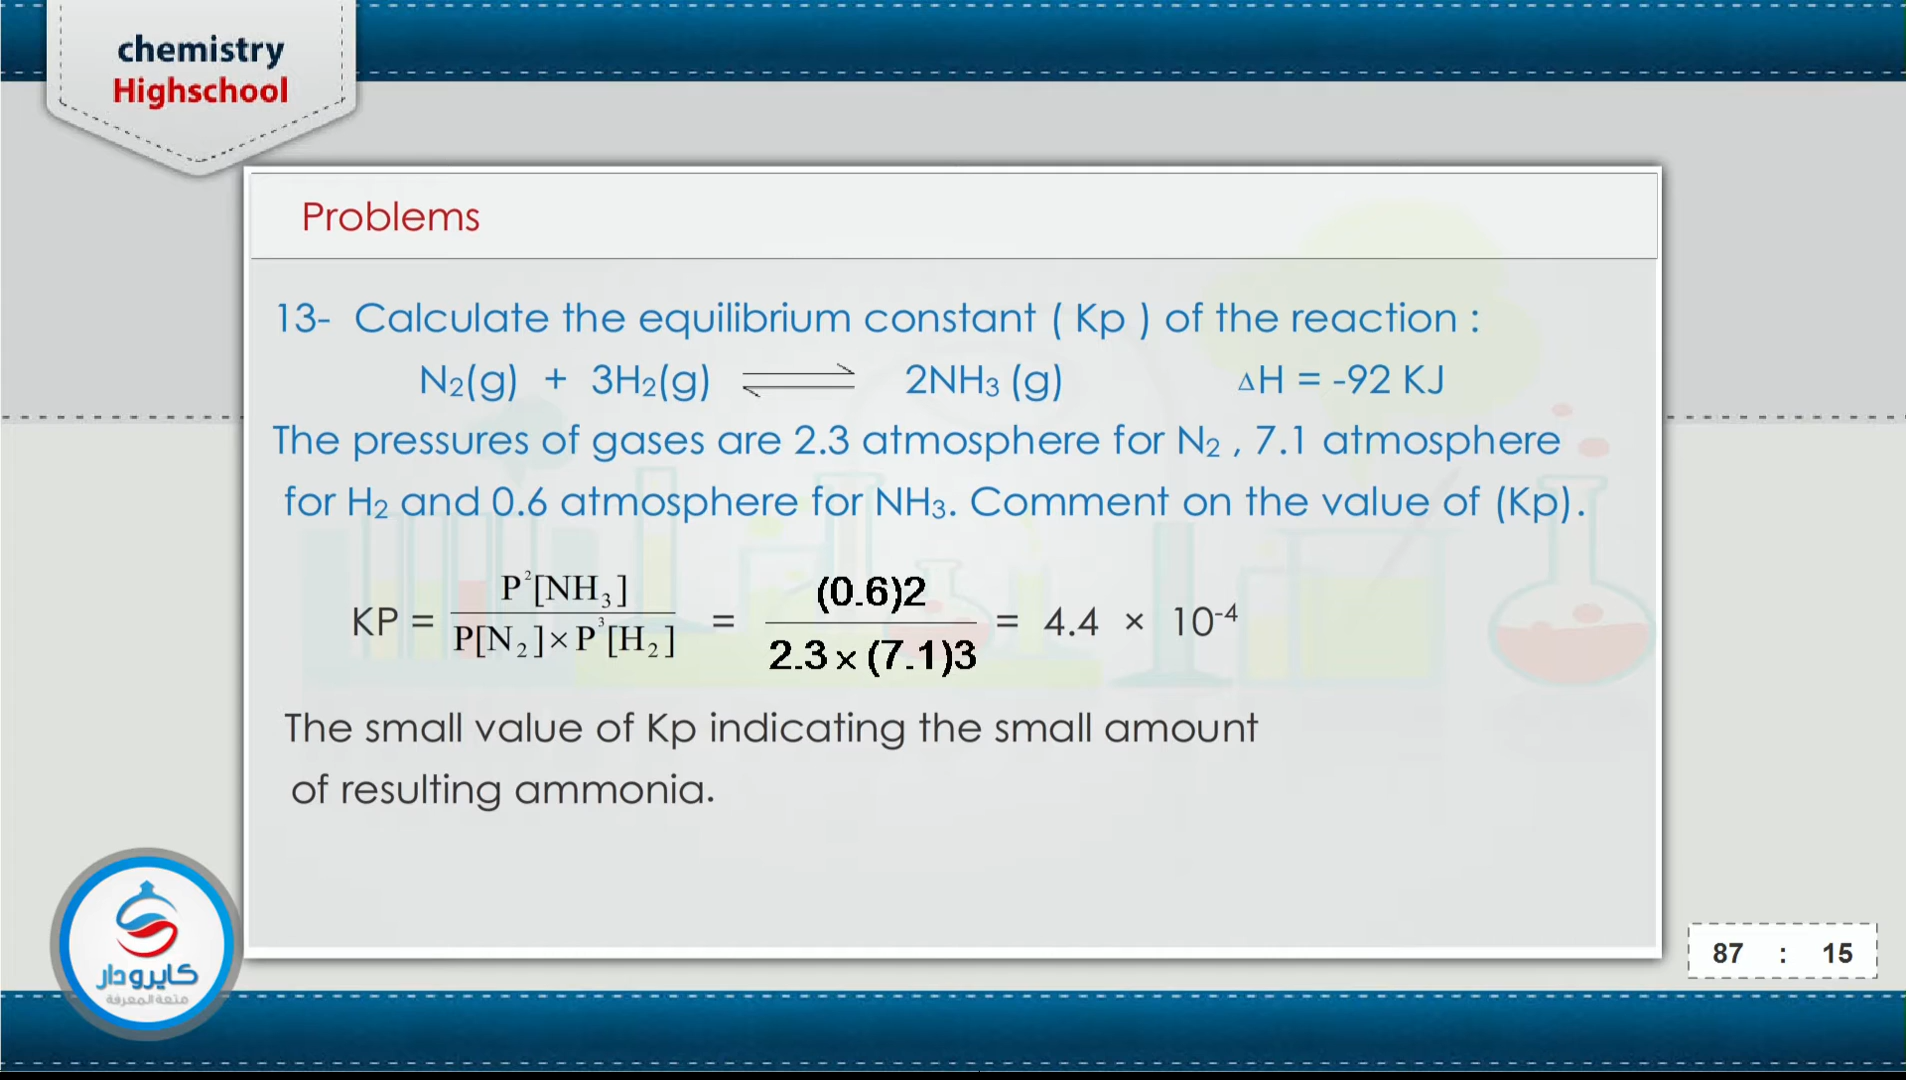 chemistry
Highschool
Problems
13- Calculate the equilibrium constant ( Kp ) of the reaction :
N₂(g) + 3H₂(g) ⇌ 2NH₃ (g) ΔH = -92 KJ
The pressures of gases are 2.3 atmosphere for N₂ , 7.1 atmosphere
for H₂ and 0.6 atmosphere for NH₃. Comment on the value of (Kp).
KP = P²[NH₃] / P[N₂]×P³[H₂] = (0.6)2 / 2.3 × (7.1)3 = 4.4 × 10⁻⁴
The small value of Kp indicating the small amount
of resulting ammonia.
كايرودار
متعة المعرفة
87 : 15